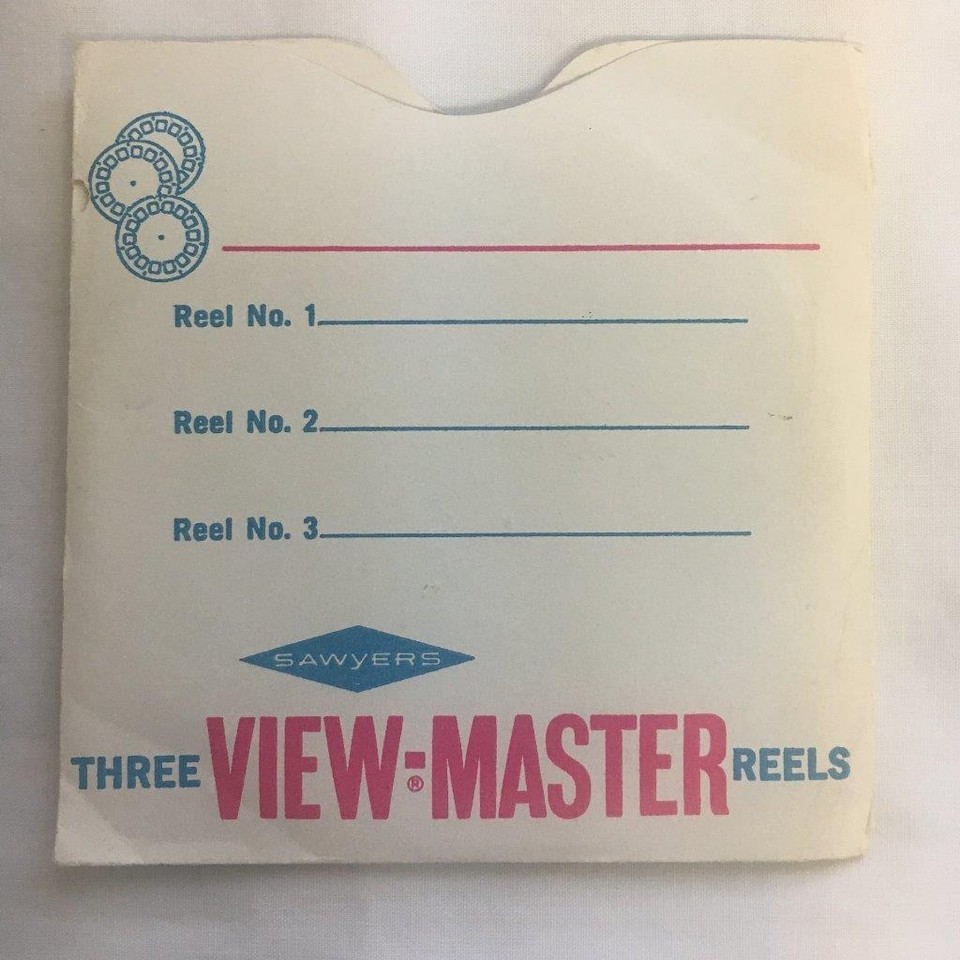 Reel No. 1
Reel No. 2
Reel No. 3
SAWYERS
THREE VIEW-MASTER® REELS